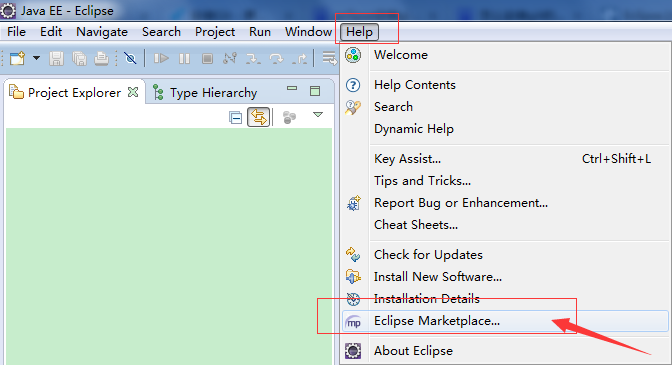 Java EE - Eclipse
File Edit Navigate Search Project Run Window Help
Project Explorer Type Hierarchy
Welcome
Help Contents
Search
Dynamic Help
Key Assist... Ctrl+Shift+L
Tips and Tricks...
Report Bug or Enhancement...
Cheat Sheets...
Check for Updates
Install New Software...
Installation Details
mp Eclipse Marketplace...
About Eclipse